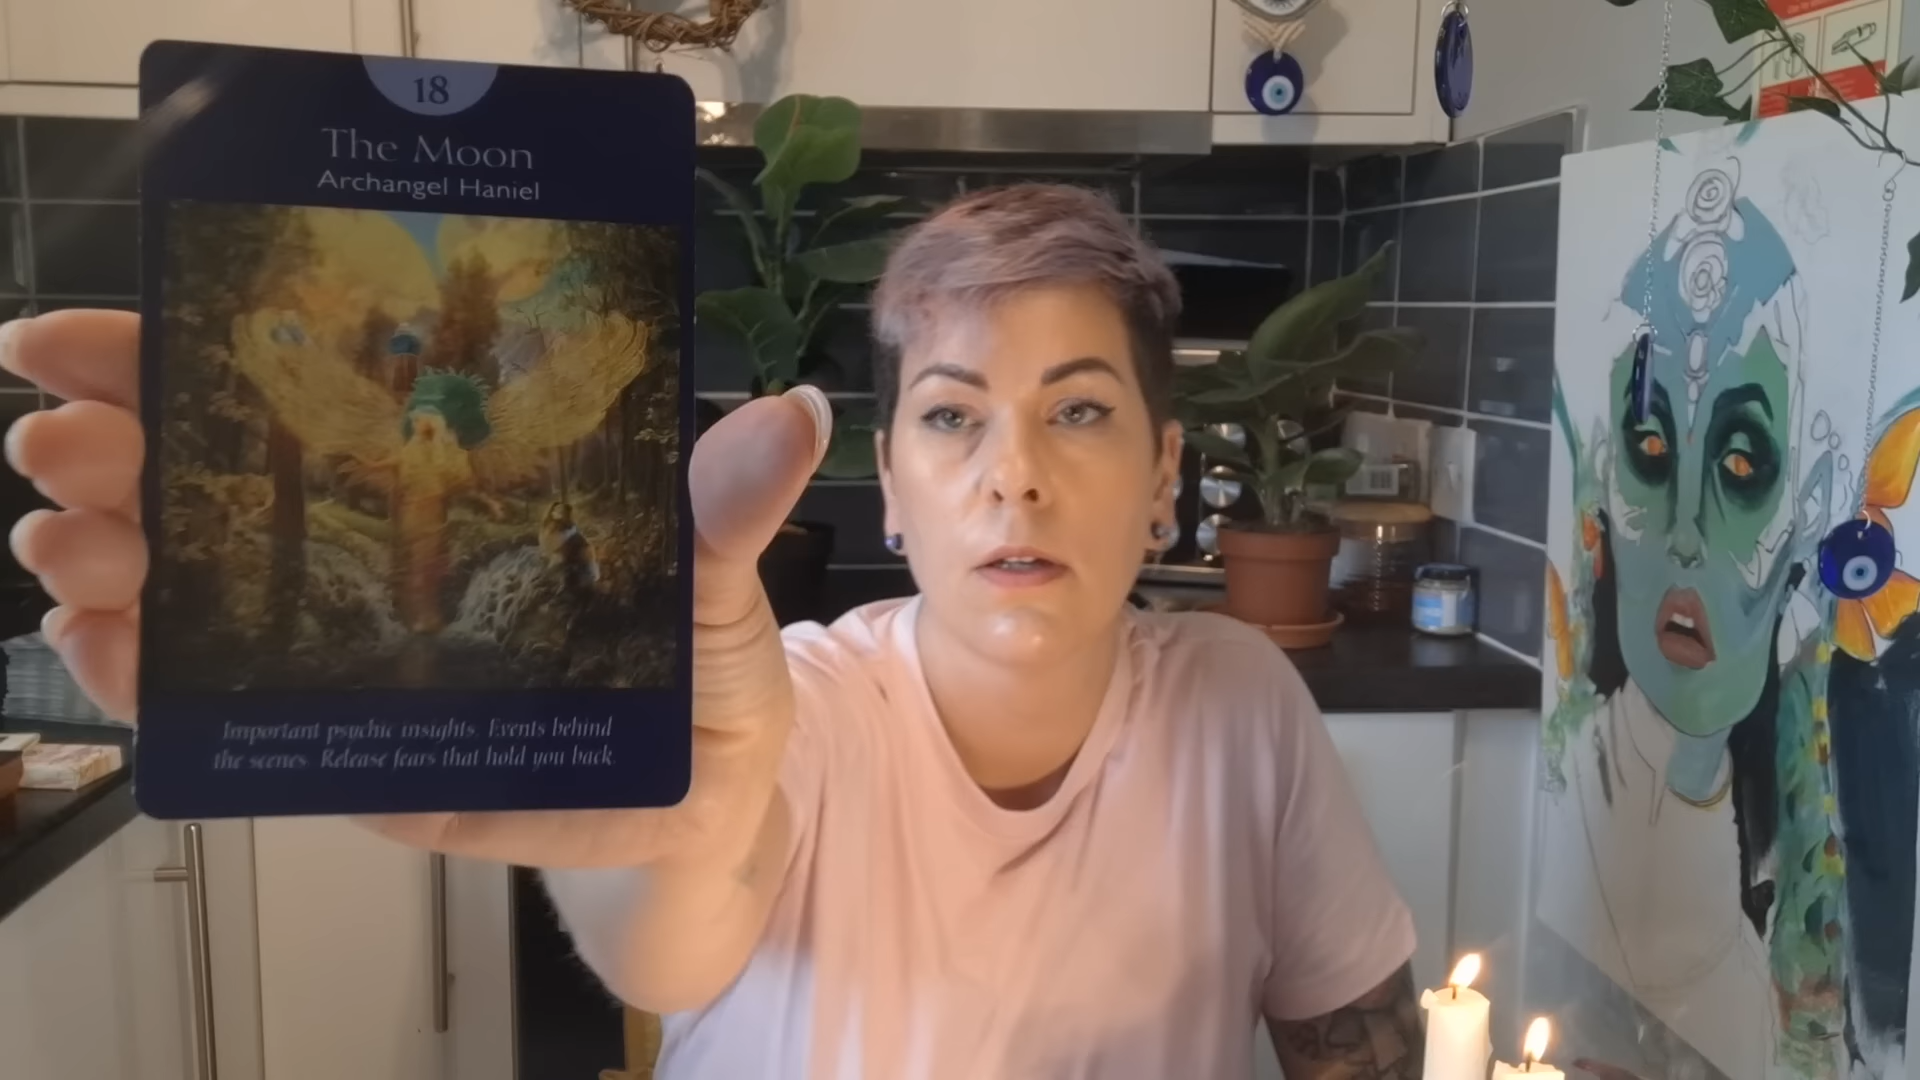 18
The Moon
Archangel Haniel
Important psychic insights. Events behind
the scenes. Release fears that hold you back.